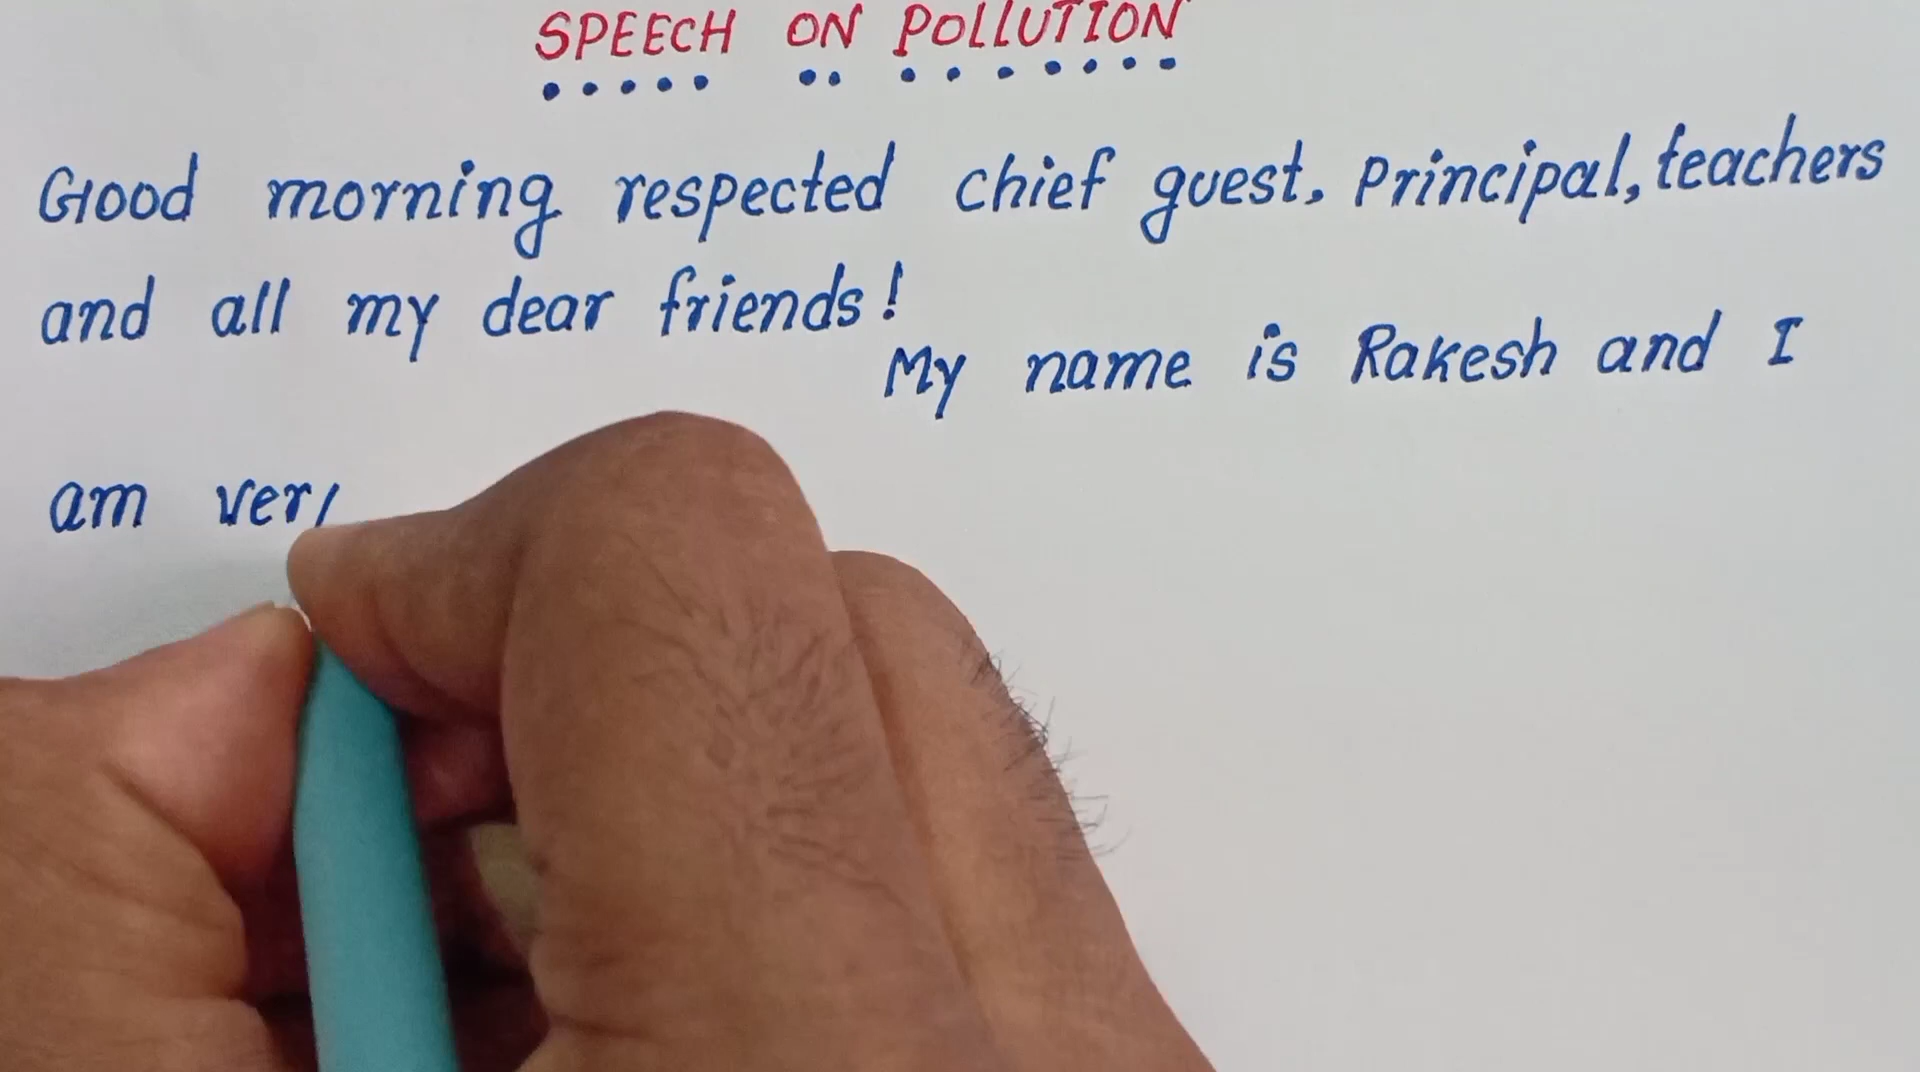 SPEECH ON POLLUTION
Good morning respected chief guest, Principal, teachers
and all my dear friends!
My name is Rakesh and I
am